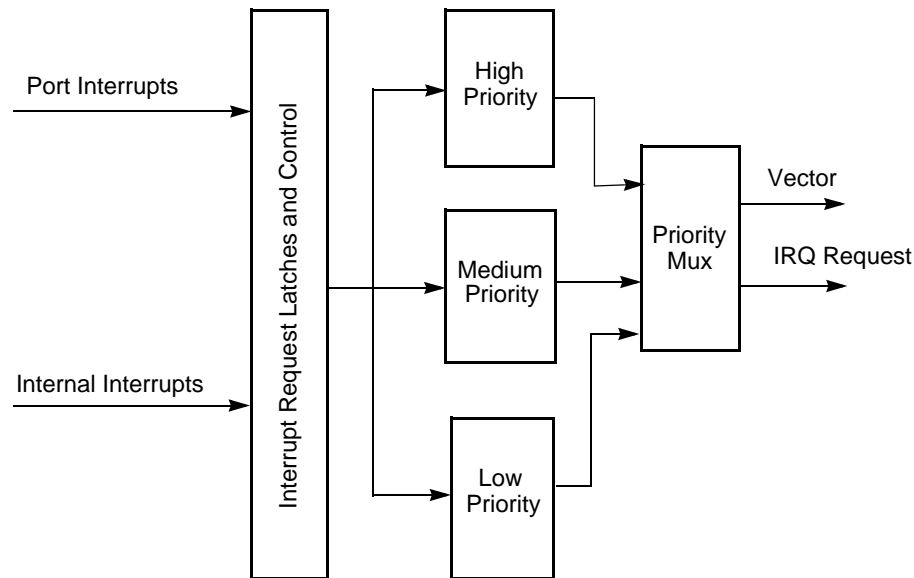 Port Interrupts
Internal Interrupts
Interrupt Request Latches and Control
High
Priority
Medium
Priority
Low
Priority
Priority
Mux
Vector
IRQ Request